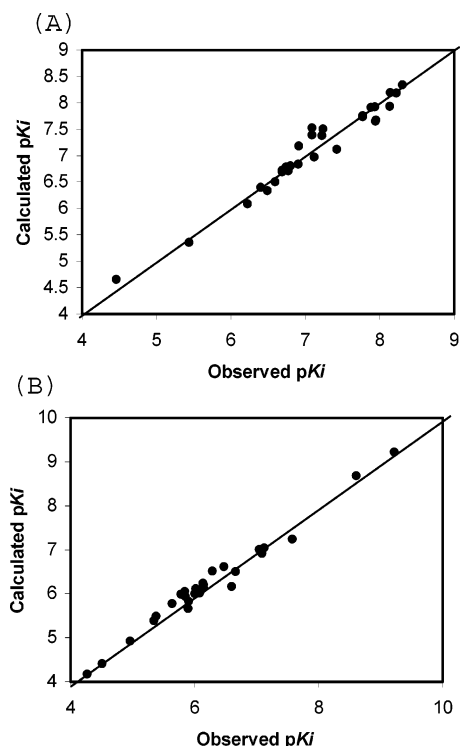 (A)
9
8.5
8
7.5
7
6.5
6
5.5
5
4.5
4
Calculated pKi
4 5 6 7 8 9
Observed pKi
(B)
10
9
8
7
6
5
4
Calculated pKi
4 6 8 10
Observed pKi